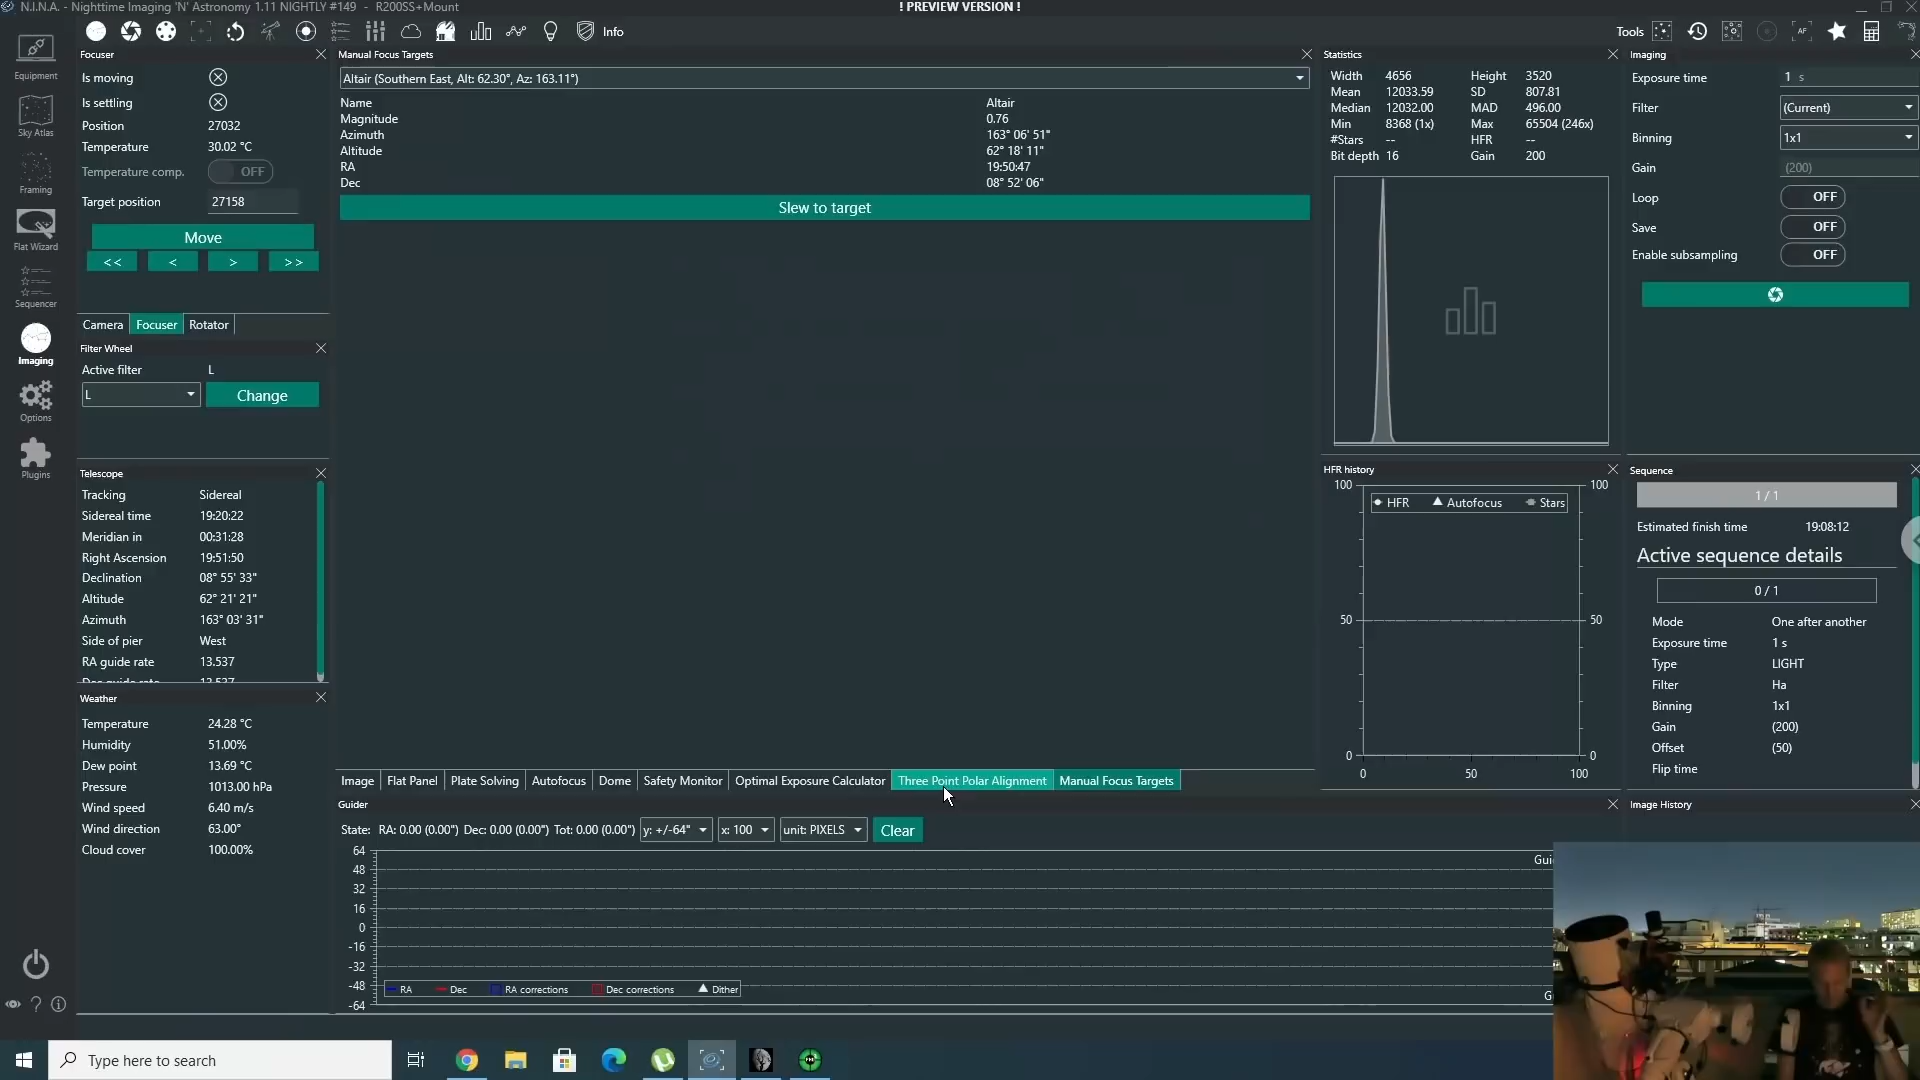 N.I.N.A. - Nighttime Imaging 'N' Astronomy 1.11 NIGHTLY #149 - R200SS+Mount
! PREVIEW VERSION !
Info
Tools
AF
Equipment
Sky Atlas
Framing
Flat Wizard
Sequencer
Imaging
Options
Plugins
Focuser
Is moving
Is settling
Position 27032
Temperature 30.02 °C
Temperature comp. OFF
Target position 27158
Move
<< < > >>
Camera Focuser Rotator
Filter Wheel
Active filter L
L Change
Telescope
Tracking Sidereal
Sidereal time 19:20:22
Meridian in 00:31:28
Right Ascension 19:51:50
Declination 08° 55' 33"
Altitude 62° 21' 21"
Azimuth 163° 03' 31"
Side of pier West
RA guide rate 13.537
Dec guide rate 13.537
Weather
Temperature 24.28 °C
Humidity 51.00%
Dew point 13.69 °C
Pressure 1013.00 hPa
Wind speed 6.40 m/s
Wind direction 63.00°
Cloud cover 100.00%
Manual Focus Targets
Altair (Southern East, Alt: 62.30°, Az: 163.11°)
Name Altair
Magnitude 0.76
Azimuth 163° 06' 51"
Altitude 62° 18' 11"
RA 19:50:47
Dec 08° 52' 06"
Slew to target
Image Flat Panel Plate Solving Autofocus Dome Safety Monitor Optimal Exposure Calculator Three Point Polar Alignment Manual Focus Targets
Guider
State: RA: 0.00 (0.00") Dec: 0.00 (0.00") Tot: 0.00 (0.00") y: +/-64" x: 100 unit: PIXELS Clear
64
48
32
16
0
-16
-32
-48
-64
Gui
G
RA Dec RA corrections Dec corrections Dither
Statistics
Width 4656 Height 3520
Mean 12033.59 SD 807.81
Median 12032.00 MAD 496.00
Min 8368 (1x) Max 65504 (246x)
#Stars -- HFR --
Bit depth 16 Gain 200
HFR history
100 100
HFR Autofocus Stars
50 50
0 0
0 50 100
Imaging
Exposure time 1 s
Filter (Current)
Binning 1x1
Gain (200)
Loop OFF
Save OFF
Enable subsampling OFF
Sequence
1 / 1
Estimated finish time 19:08:12
Active sequence details
0 / 1
Mode One after another
Exposure time 1 s
Type LIGHT
Filter Ha
Binning 1x1
Gain (200)
Offset (50)
Flip time
Image History
Type here to search